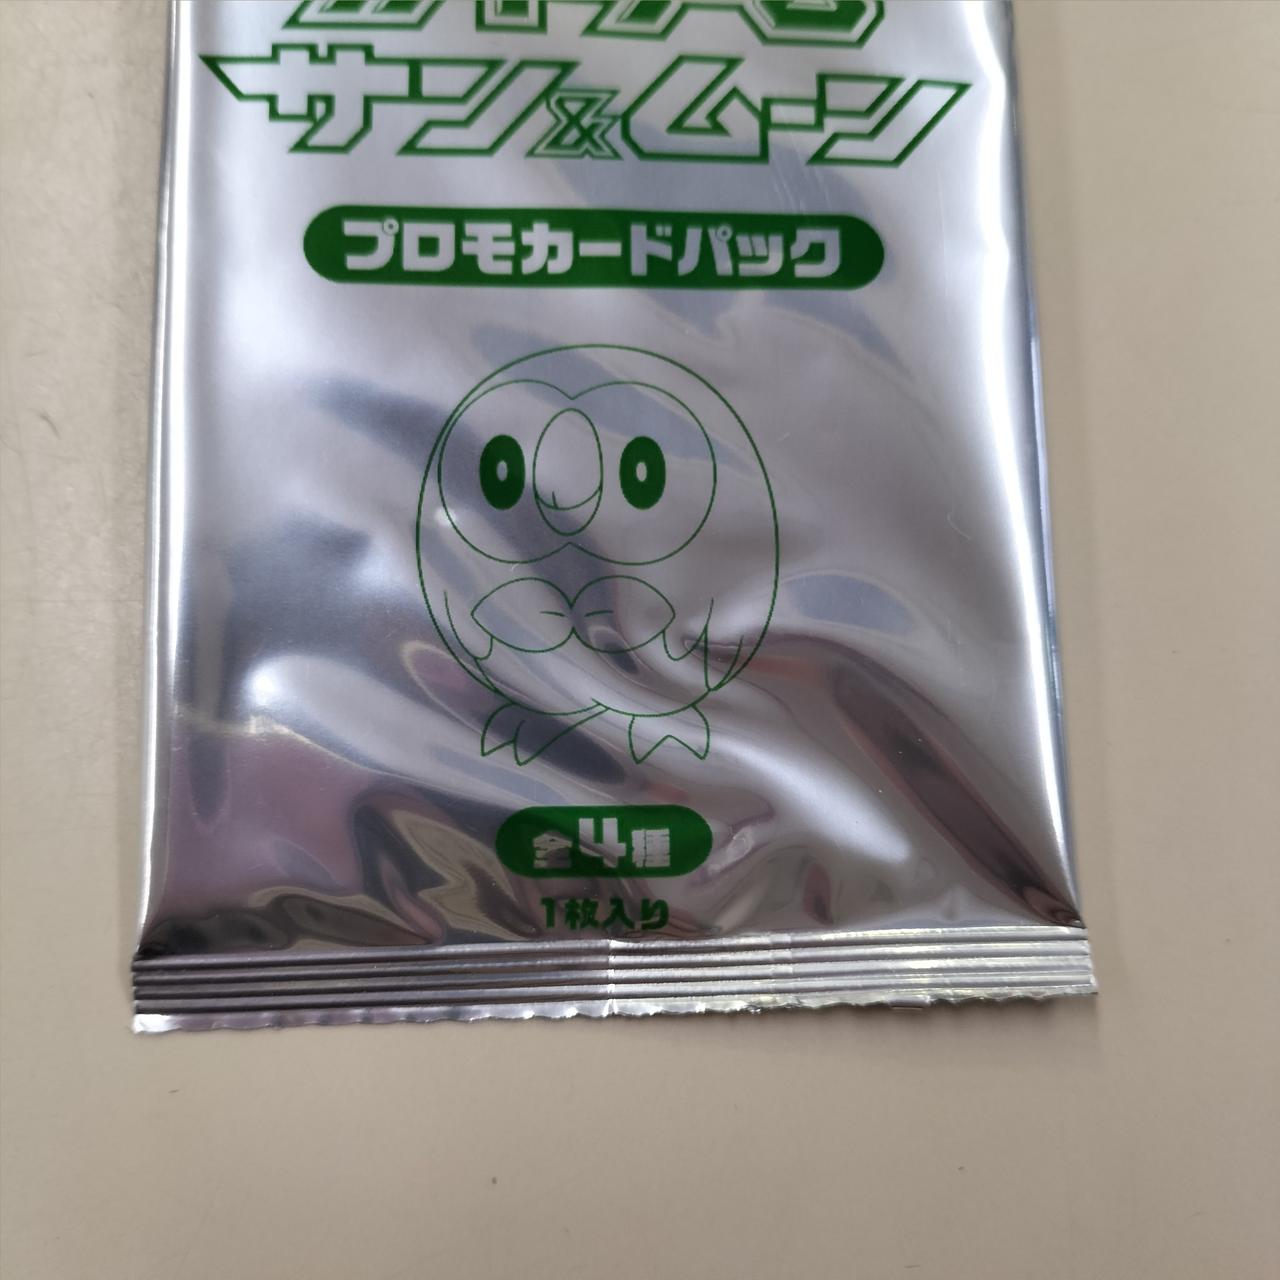 サン&ムーン
プロモカードパック
全4種
1枚入り